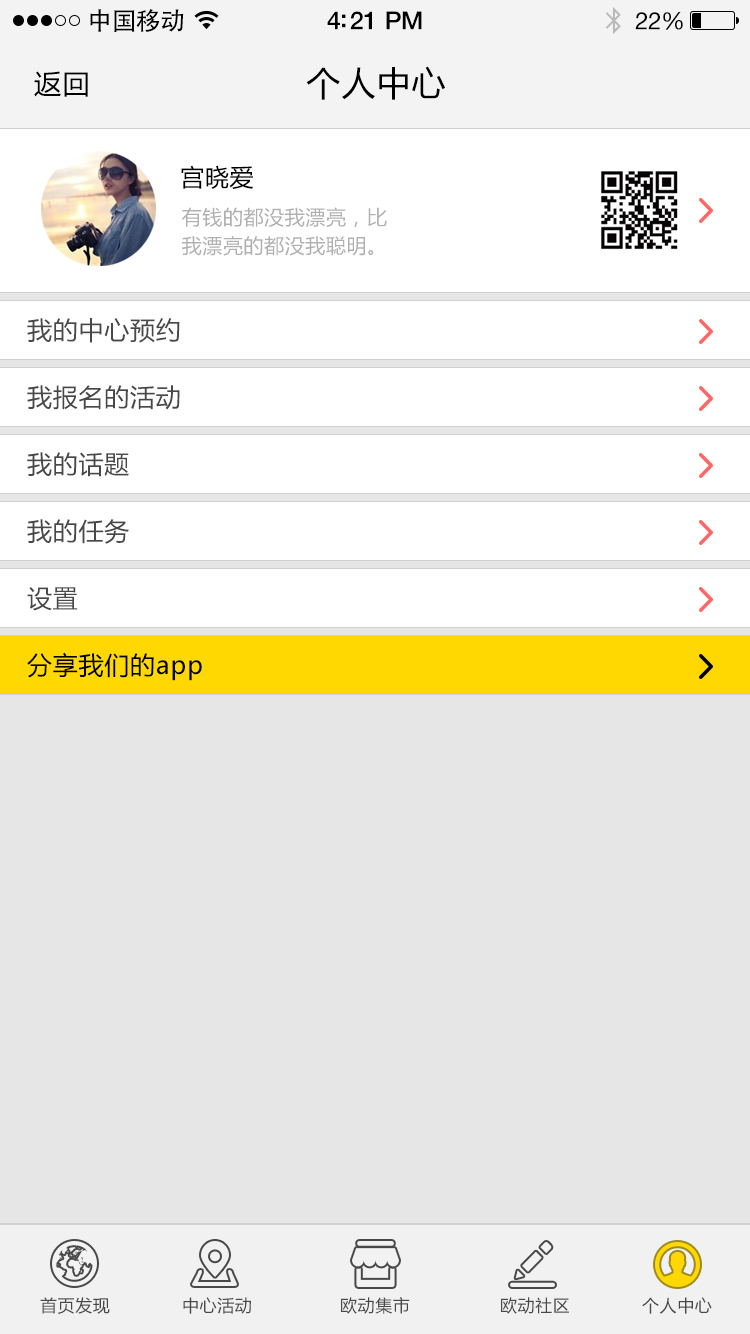 中国移动 4:21 PM 22%
返回 个人中心
宫晓爱
有钱的都没我漂亮，比
我漂亮的都没我聪明。
我的中心预约
我报名的活动
我的话题
我的任务
设置
分享我们的app
首页发现 中心活动 欧动集市 欧动社区 个人中心